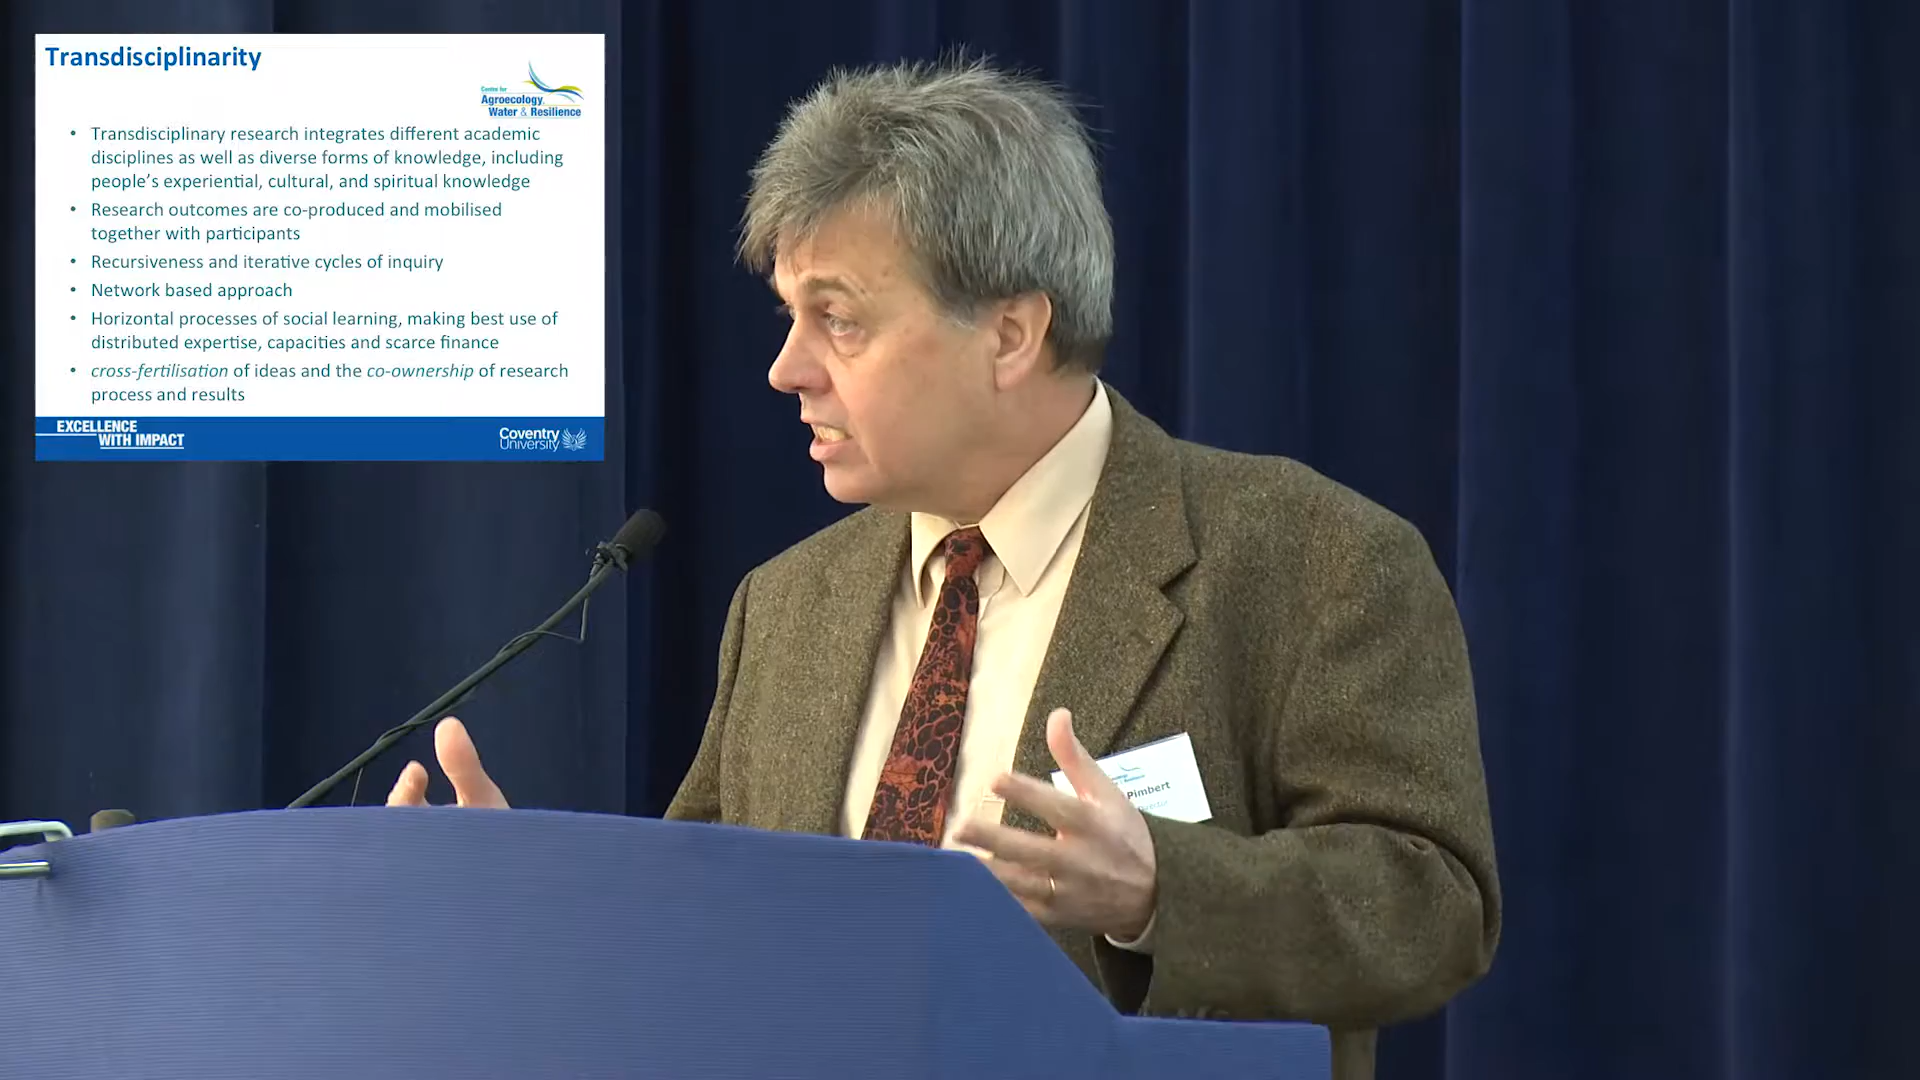 Transdisciplinarity
Centre for
Agroecology,
Water & Resilience
• Transdisciplinary research integrates different academic
disciplines as well as diverse forms of knowledge, including
people’s experiential, cultural, and spiritual knowledge
• Research outcomes are co-produced and mobilised
together with participants
• Recursiveness and iterative cycles of inquiry
• Network based approach
• Horizontal processes of social learning, making best use of
distributed expertise, capacities and scarce finance
• cross-fertilisation of ideas and the co-ownership of research
process and results
EXCELLENCE
WITH IMPACT
Coventry
University
Pimbert